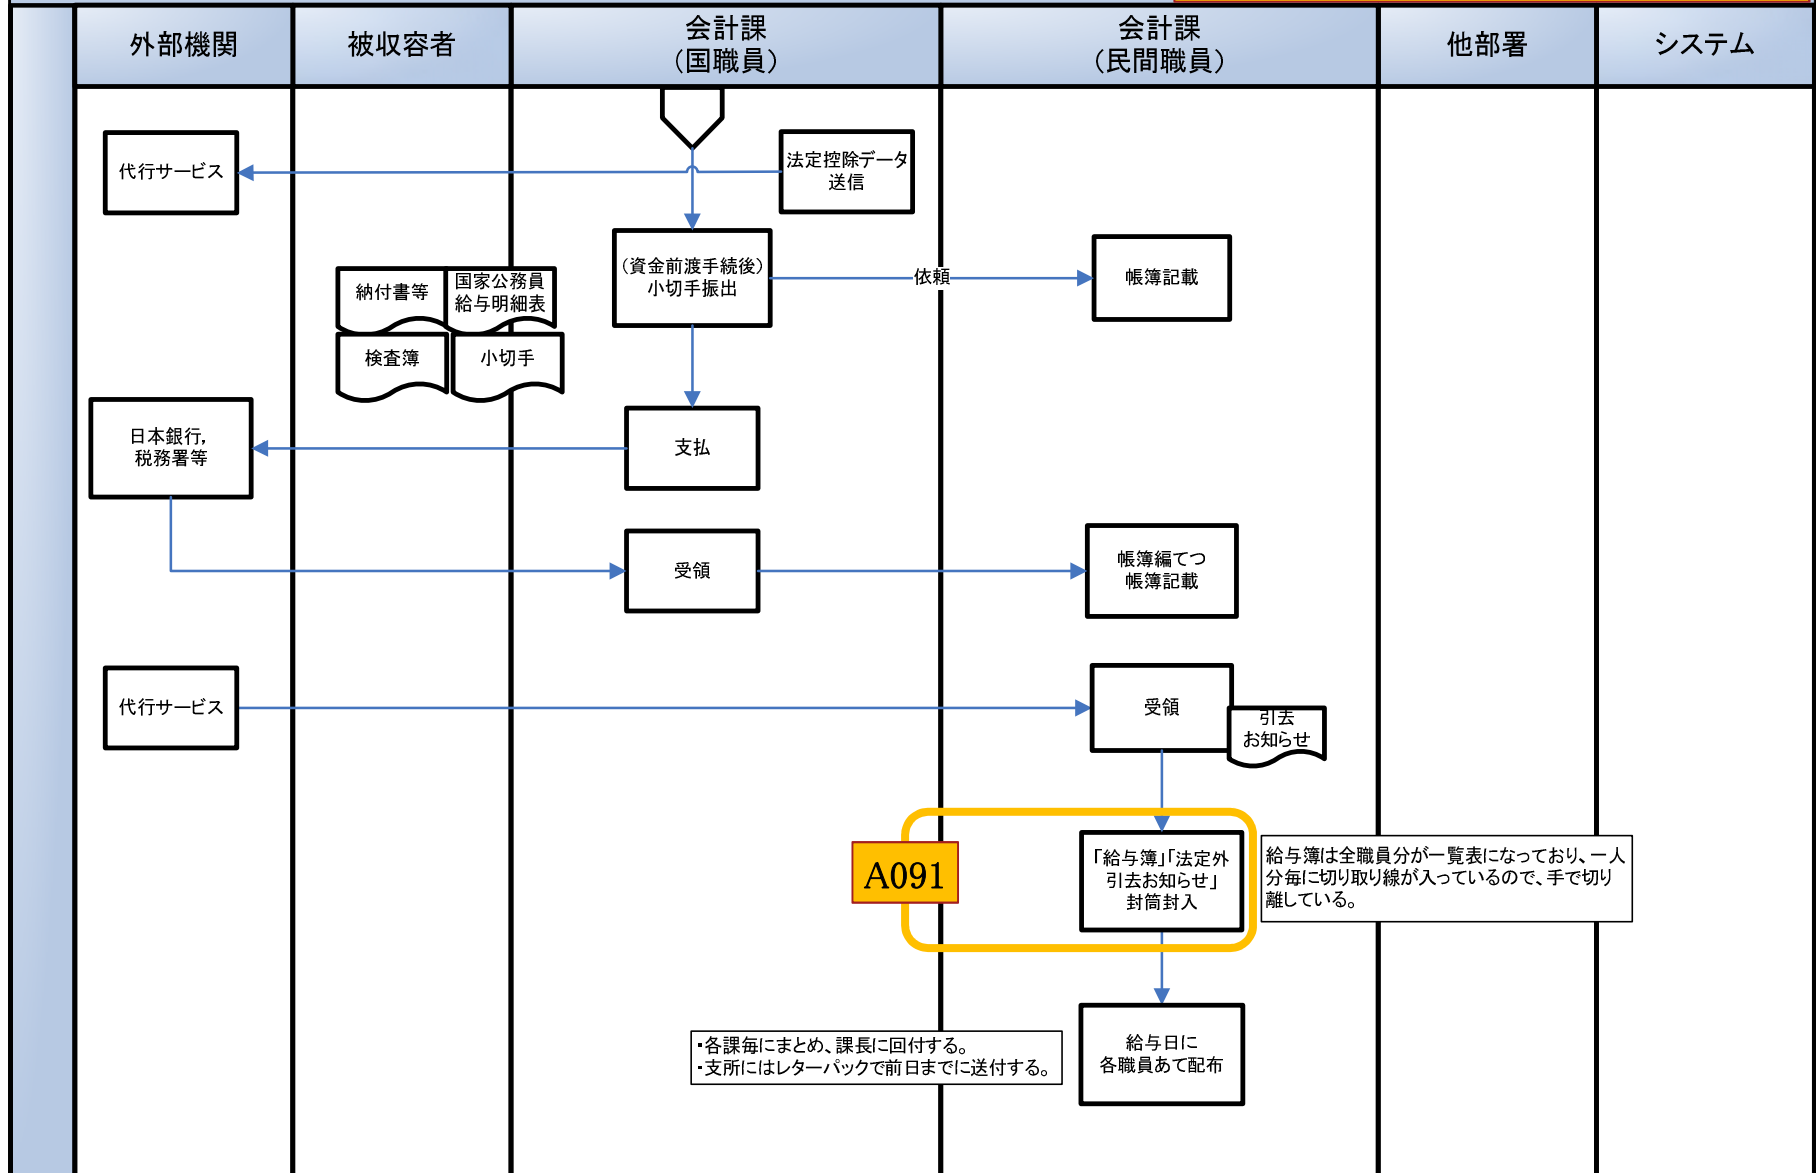 外部機関
被収容者
会計課
（国職員）
会計課
（民間職員）
他部署
システム
代行サービス
法定控除データ
送信
（資金前渡手続後）
小切手振出
依頼
帳簿記載
納付書等
国家公務員
給与明細表
検査簿
小切手
日本銀行，
税務署等
支払
受領
帳簿編てつ
帳簿記載
代行サービス
受領
引去
お知らせ
A091
「給与簿」「法定外
引去お知らせ」
封筒封入
給与簿は全職員分が一覧表になっており、一人
分毎に切り取り線が入っているので、手で切り
離している。
・各課毎にまとめ、課長に回付する。
・支所にはレターパックで前日までに送付する。
給与日に
各職員あて配布